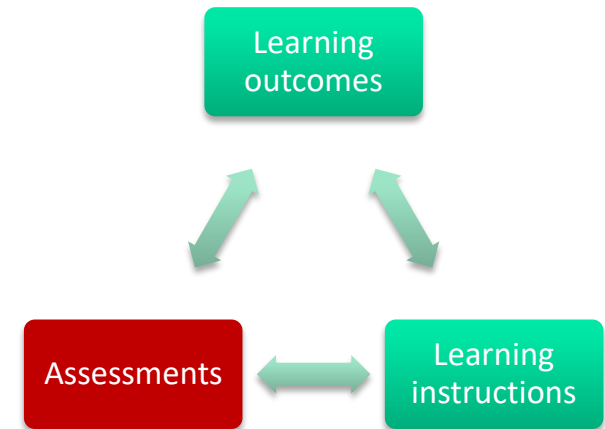 Learning
outcomes
Assessments
Learning
instructions